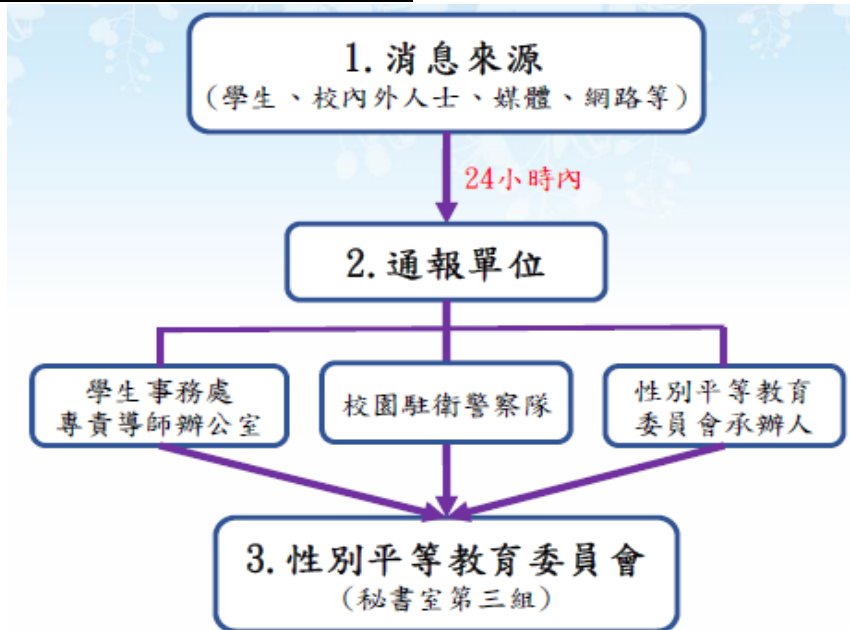 1.消息來源
(學生、校內外人士、媒體、網路等)
24小時內
2.通報單位
學生事務處
專責導師辦公室
校園駐衛警察隊
性別平等教育
委員會承辦人
3.性別平等教育委員會
(秘書室第三組)